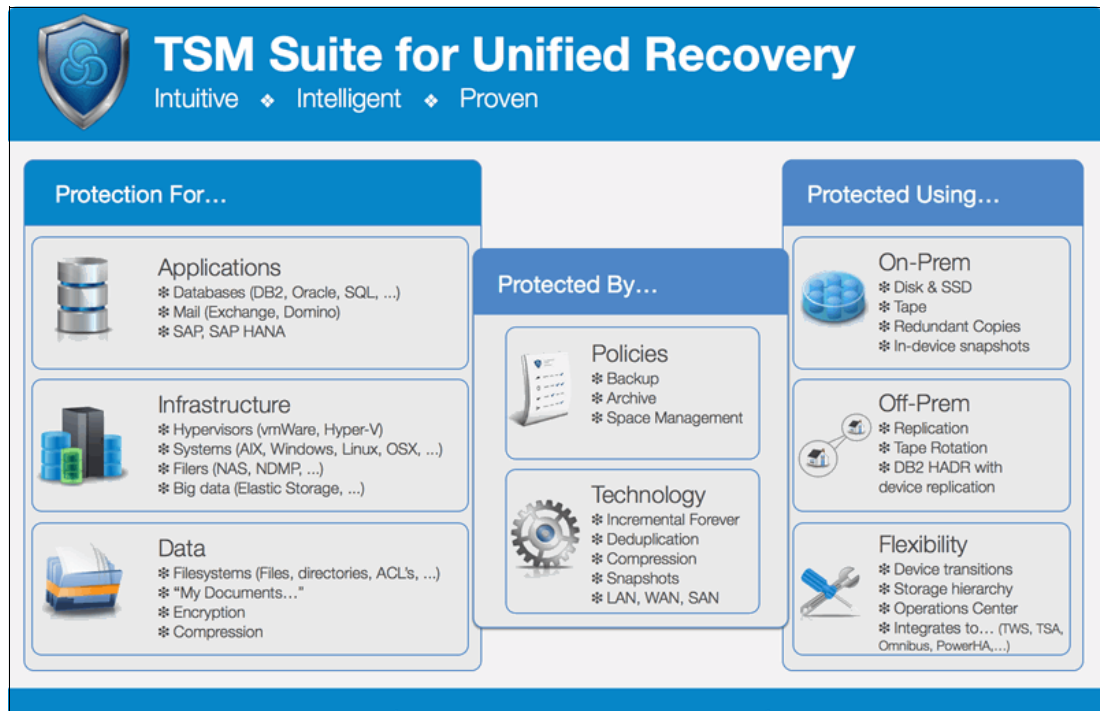 TSM Suite for Unified Recovery
Intuitive ❖ Intelligent ❖ Proven
Protection For...
Applications
✻ Databases (DB2, Oracle, SQL, ...)
✻ Mail (Exchange, Domino)
✻ SAP, SAP HANA
Infrastructure
✻ Hypervisors (vmWare, Hyper-V)
✻ Systems (AIX, Windows, Linux, OSX, ...)
✻ Filers (NAS, NDMP, ...)
✻ Big data (Elastic Storage, ...)
Data
✻ Filesystems (Files, directories, ACL's, ...)
✻ "My Documents..."
✻ Encryption
✻ Compression
Protected By...
Policies
✻ Backup
✻ Archive
✻ Space Management
Technology
✻ Incremental Forever
✻ Deduplication
✻ Compression
✻ Snapshots
✻ LAN, WAN, SAN
Protected Using...
On-Prem
✻ Disk & SSD
✻ Tape
✻ Redundant Copies
✻ In-device snapshots
Off-Prem
✻ Replication
✻ Tape Rotation
✻ DB2 HADR with
device replication
Flexibility
✻ Device transitions
✻ Storage hierarchy
✻ Operations Center
✻ Integrates to... (TWS, TSA,
Omnibus, PowerHA,...)